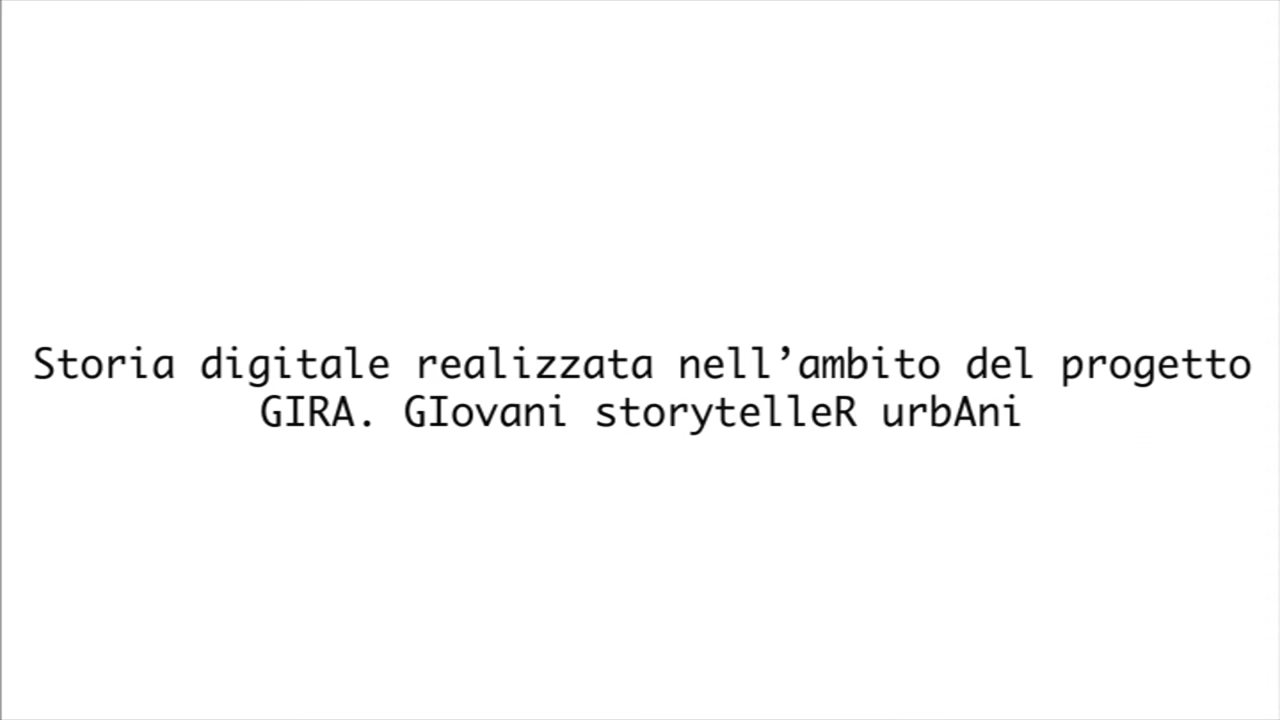 Storia digitale realizzata nell’ambito del progetto
GIRA. GIovani storytelleR urbAni